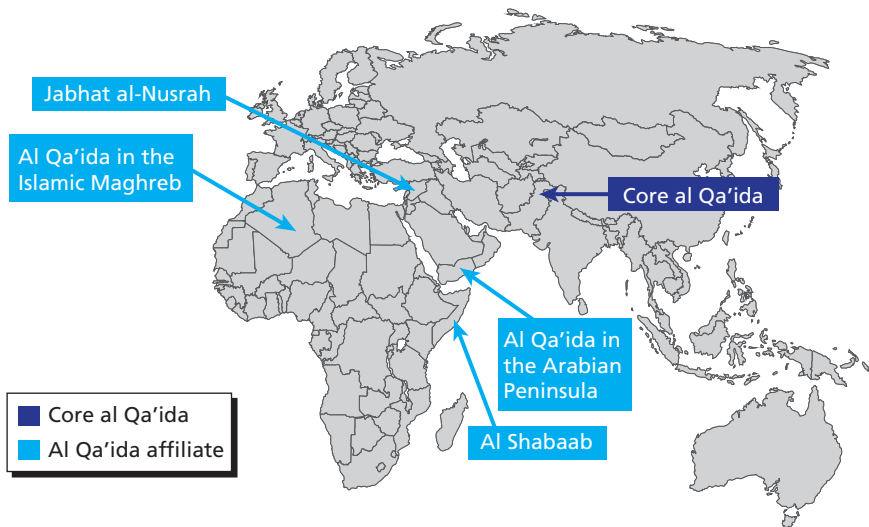 Jabhat al-Nusrah
Al Qa’ida in the
Islamic Maghreb
Core al Qa’ida
Al Qa’ida in
the Arabian
Peninsula
Al Shabaab
Core al Qa’ida
Al Qa’ida affiliate